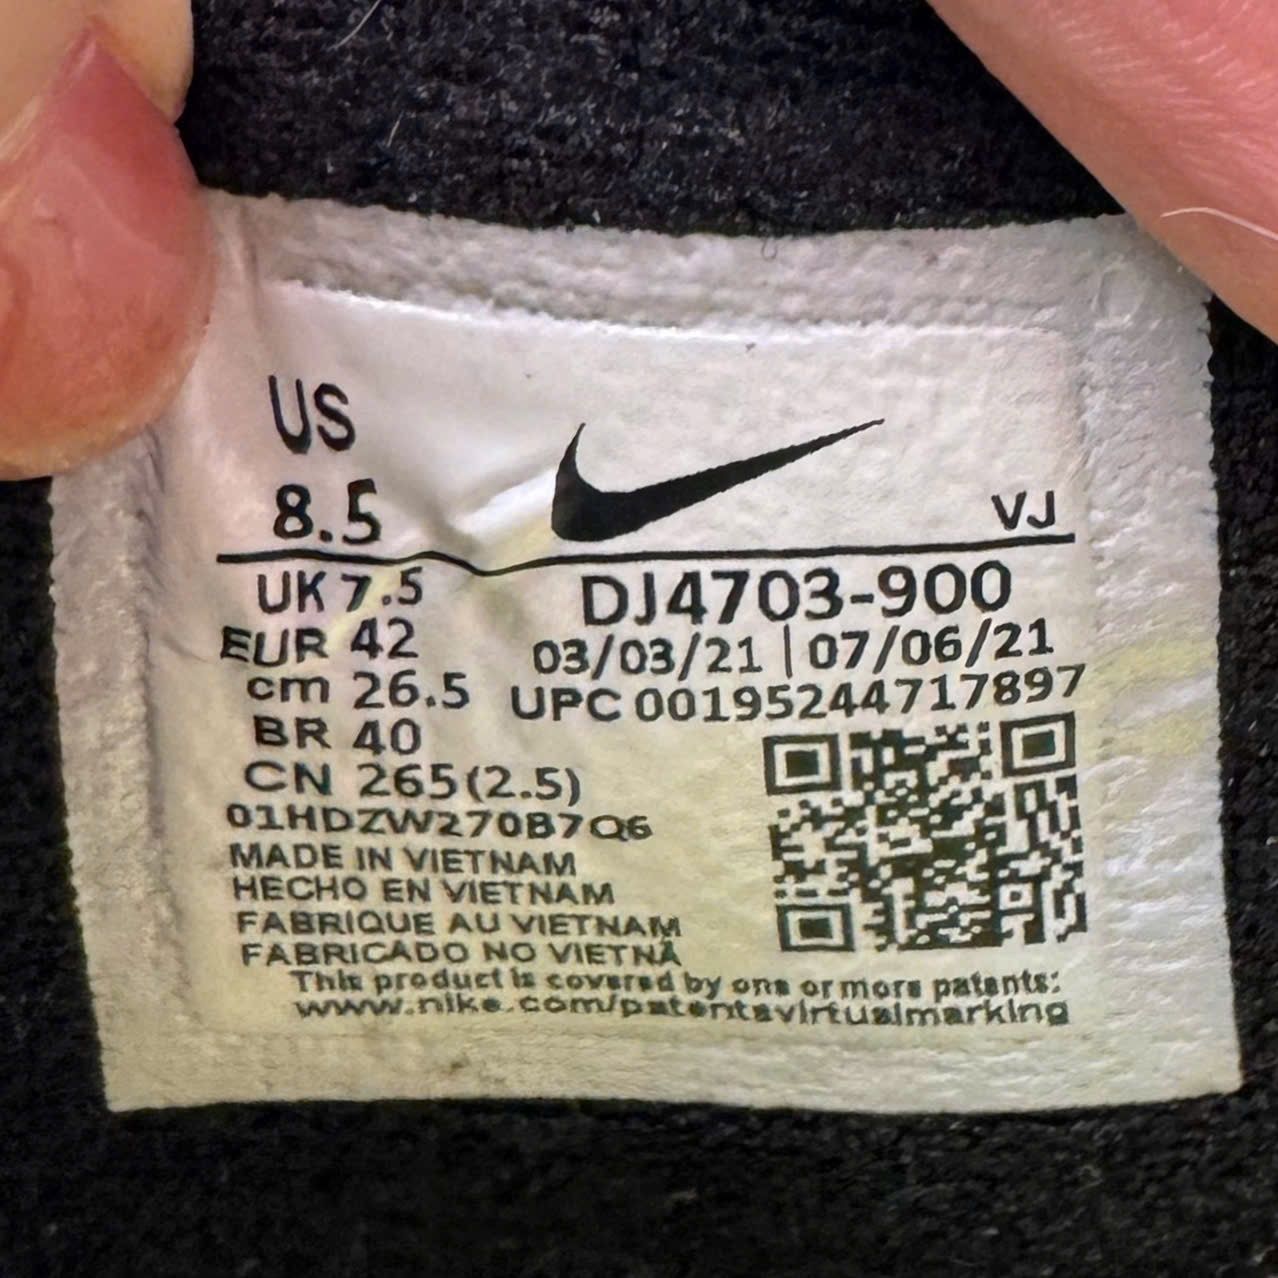 US
8.5
VJ
UK 7.5
DJ4703-900
EUR 42
03/03/21 | 07/06/21
cm 26.5
UPC 00195244717897
BR 40
CN 265(2.5)
01HDZW270B7Q6
MADE IN VIETNAM
HECHO EN VIETNAM
FABRIQUE AU VIETNAM
FABRICADO NO VIETNÃ
This product is covered by one or more patents:
www.nike.com/patentsvirtualmarking